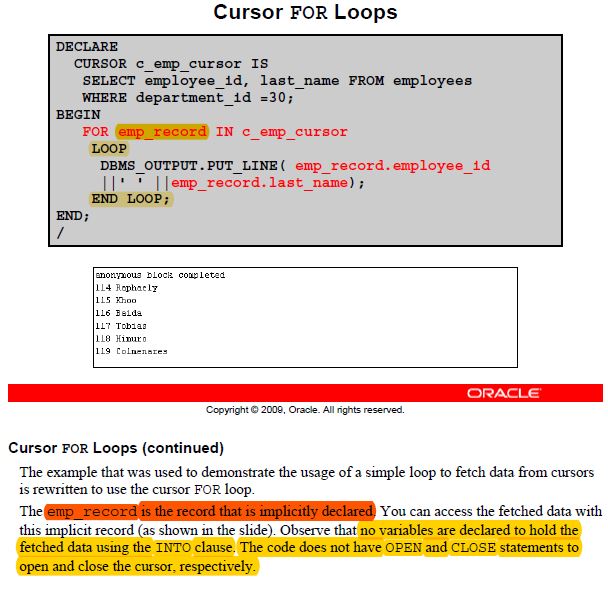 Cursor FOR Loops
DECLARE
CURSOR c_emp_cursor IS
SELECT employee_id, last_name FROM employees
WHERE department_id =30;
BEGIN
FOR emp_record IN c_emp_cursor
LOOP
DBMS_OUTPUT.PUT_LINE( emp_record.employee_id
||' ' ||emp_record.last_name);
END LOOP;
END;
/
anonymous block completed
114 Raphaely
115 Khoo
116 Baida
117 Tobias
118 Himuro
119 Colmenares
ORACLE
Copyright © 2009, Oracle. All rights reserved.
Cursor FOR Loops (continued)
The example that was used to demonstrate the usage of a simple loop to fetch data from cursors
is rewritten to use the cursor FOR loop.
The emp_record is the record that is implicitly declared. You can access the fetched data with
this implicit record (as shown in the slide). Observe that no variables are declared to hold the
fetched data using the INTO clause. The code does not have OPEN and CLOSE statements to
open and close the cursor, respectively.